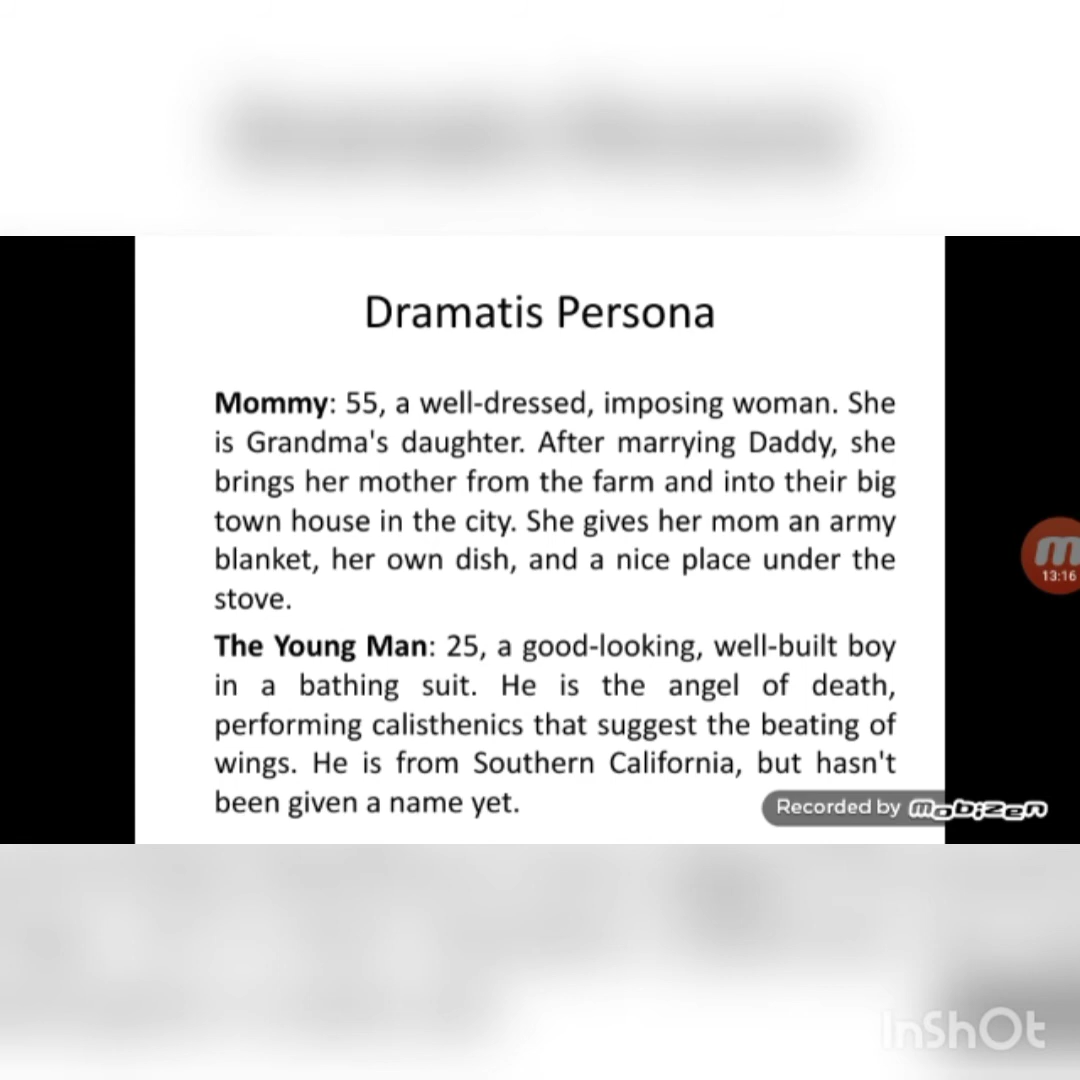 Dramatis Persona
Mommy: 55, a well-dressed, imposing woman. She
is Grandma's daughter. After marrying Daddy, she
brings her mother from the farm and into their big
town house in the city. She gives her mom an army
blanket, her own dish, and a nice place under the
stove.
The Young Man: 25, a good-looking, well-built boy
in a bathing suit. He is the angel of death,
performing calisthenics that suggest the beating of
wings. He is from Southern California, but hasn't
been given a name yet.
m
13:16
Recorded by mobizen
InShOt